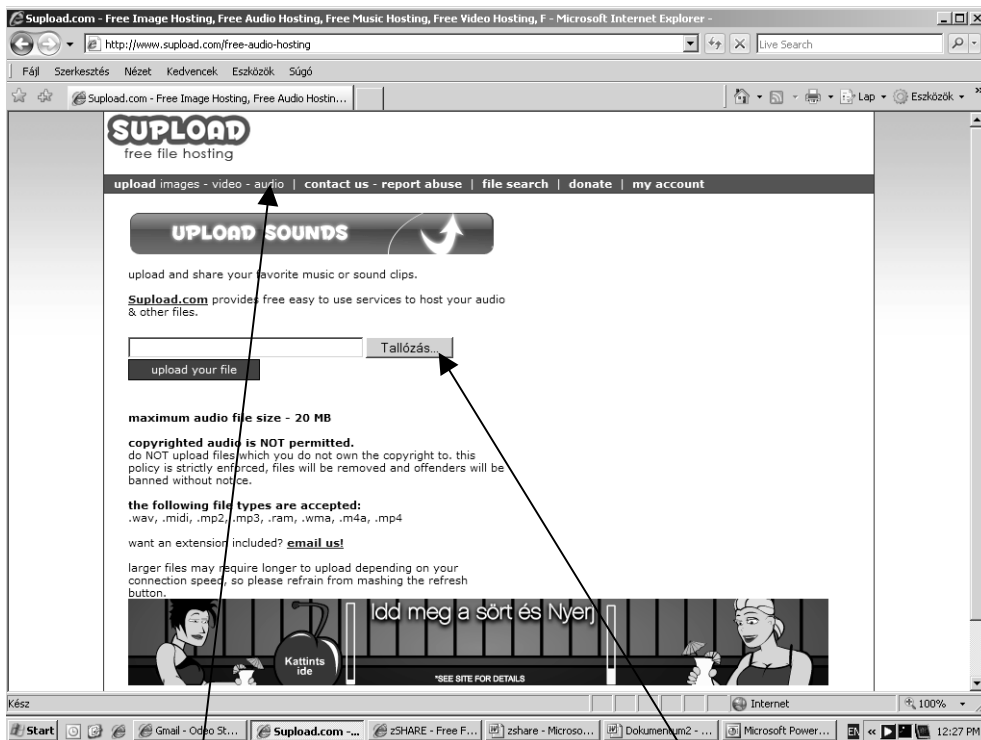 Supload.com - Free Image Hosting, Free Audio Hosting, Free Music Hosting, Free Video Hosting, F - Microsoft Internet Explorer -
http://www.supload.com/free-audio-hosting
Live Search
Fájl Szerkesztés Nézet Kedvencek Eszközök Súgó
Supload.com - Free Image Hosting, Free Audio Hostin...
Lap
Eszközök
SUPLOAD
free file hosting
upload images - video - audio | contact us - report abuse | file search | donate | my account
UPLOAD SOUNDS
upload and share your favorite music or sound clips.
Supload.com provides free easy to use services to host your audio
& other files.
Tallózás...
upload your file
maximum audio file size - 20 MB
copyrighted audio is NOT permitted.
do NOT upload files which you do not own the copyright to. this
policy is strictly enforced, files will be removed and offenders will be
banned without notice.
the following file types are accepted:
.wav, .midi, .mp2, .mp3, .ram, .wma, .m4a, .mp4
want an extension included? email us!
larger files may require longer to upload depending on your
connection speed, so please refrain from mashing the refresh
button.
Idd meg a sört és Nyerj
Kattints
ide
*SEE SITE FOR DETAILS
Kész
Internet
100%
Start
Gmail - Odeo St...
Supload.com -...
zSHARE - Free F...
zshare - Microso...
Dokumentum2 - ...
Microsoft Power...
EN
12:27 PM